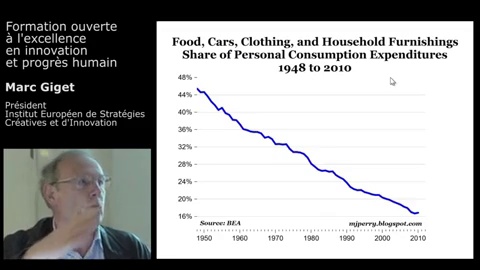 Formation ouverte
à l'excellence
en innovation
et progrès humain
Marc Giget
Président
Institut Européen de Stratégies
Créatives et d'Innovation
Food, Cars, Clothing, and Household Furnishings
Share of Personal Consumption Expenditures
1948 to 2010
48%
44%
40%
36%
32%
28%
24%
20%
16%
Source: BEA
mjperry.blogspot.com
1950 1960 1970 1980 1990 2000 2010